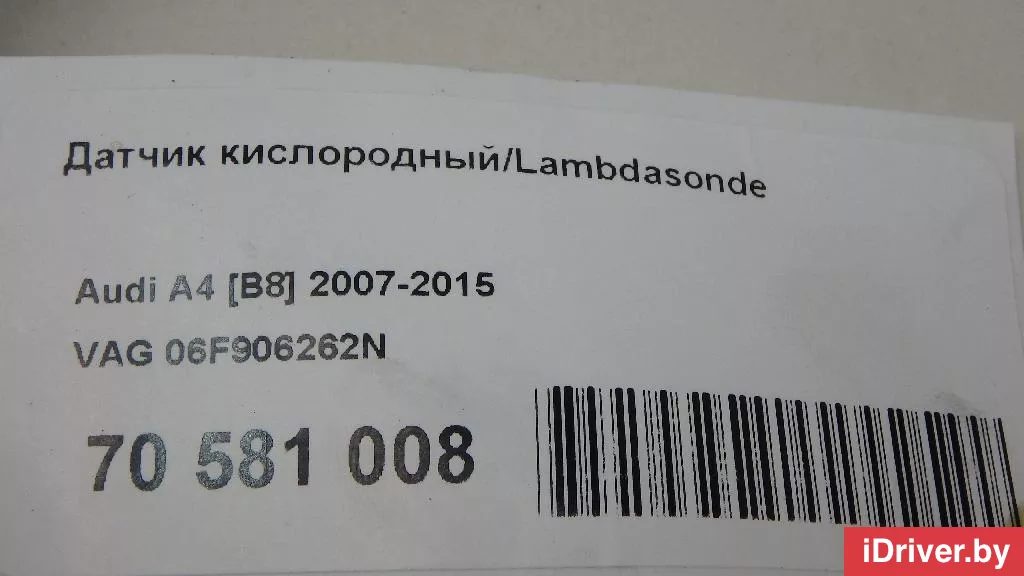 Датчик кислородный/Lambdasonde
Audi A4 [B8] 2007-2015
VAG 06F906262N
70 581 008
iDriver.by